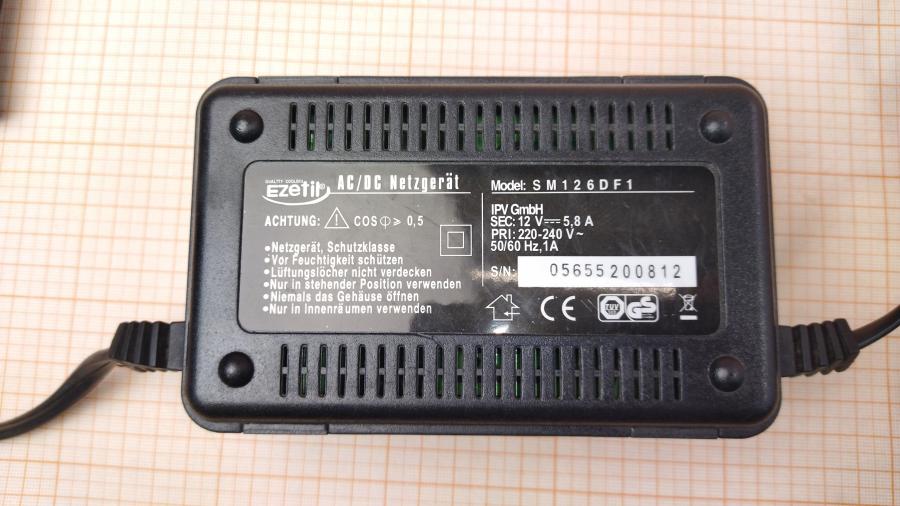 QUALITY COOLERS
EZetil® AC/DC Netzgerät
ACHTUNG: COS Φ > 0,5
•Netzgerät, Schutzklasse
•Vor Feuchtigkeit schützen
•Lüftungslöcher nicht verdecken
•Nur in stehender Position verwenden
•Niemals das Gehäuse öffnen
•Nur in Innenräumen verwenden
Model: SM126DF1
IPV GmbH
SEC: 12 V⎓ 5,8 A
PRI: 220-240 V~
50/60 Hz,1A
S/N: 05655200812
CE TÜV GS